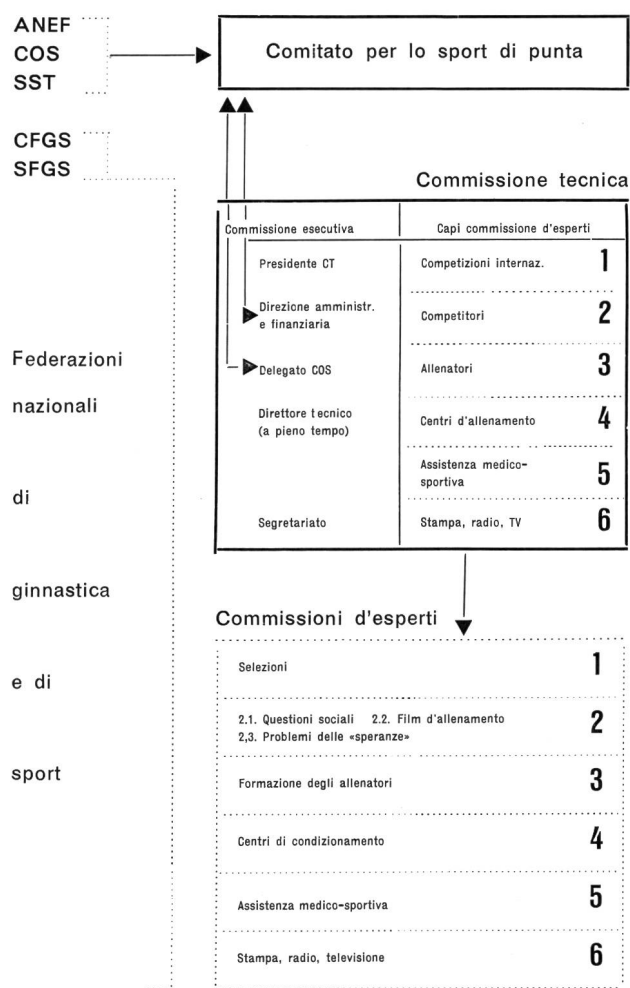 ANEF
COS
SST
Comitato per lo sport di punta
CFGS
SFGS
Commissione tecnica
Commissione esecutiva
Capi commissione d'esperti
Presidente CT
Competizioni internaz. 1
Direzione amministr.
e finanziaria
Competitori 2
Delegato COS
Allenatori 3
Direttore tecnico
(a pieno tempo)
Centri d'allenamento 4
Assistenza medico-
sportiva 5
Segretariato
Stampa, radio, TV 6
Federazioni
nazionali
di
ginnastica
e di
sport
Commissioni d'esperti
Selezioni 1
2.1. Questioni sociali 2.2. Film d'allenamento
2,3. Problemi delle «speranze» 2
Formazione degli allenatori 3
Centri di condizionamento 4
Assistenza medico-sportiva 5
Stampa, radio, televisione 6